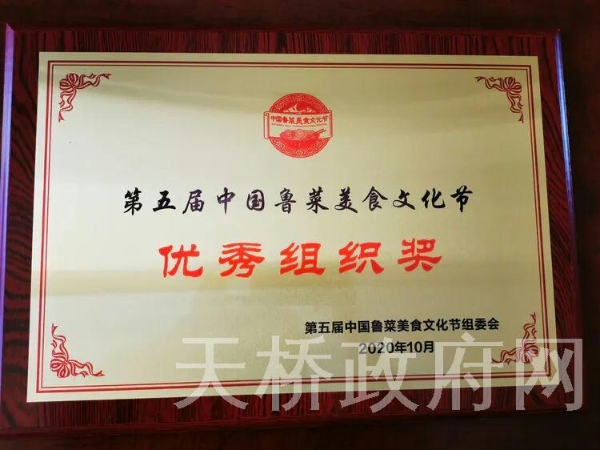 中国鲁菜美食文化节
第五届中国鲁菜美食文化节
优秀组织奖
第五届中国鲁菜美食文化节组委会
2020年10月
天桥政府网